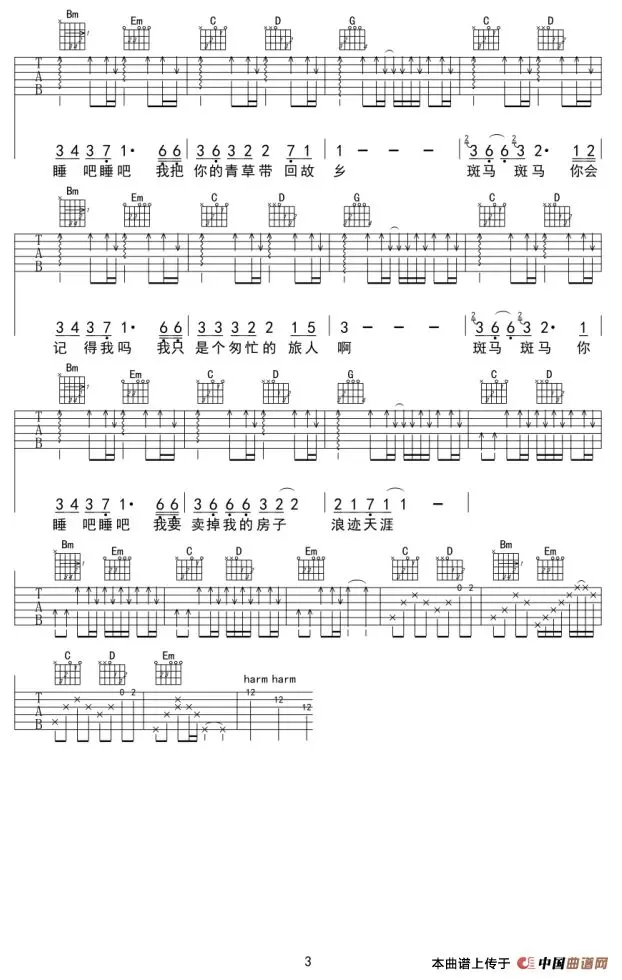 Bm Em C D G C D
T A B
3 4 3 7 1· 6 6 | 3 6 3 2 2 7 1 | 1 - - - | 3 6 6 3 2· 1 2
睡 吧睡吧 我把 你的青草带 回故 乡 斑马 斑马 你会
Bm Em C D G C D
T A B
3 4 3 7 1· 6 6 | 3 3 3 2 2 1 5 | 3 - - - | 3 6 6 3 2· 1
记 得我吗 我只 是个匆忙的 旅人 啊 斑马 斑马 你
Bm Em C D G C D
T A B
3 4 3 7 1· 6 6 | 6 6 6 6 3 2 2 | 2 1 7 1 1 -
睡 吧睡吧 我要 卖掉我的 房子 浪迹天涯
Bm Em C D Em C D Bm Em
T A B 0 2
C D Em harm harm
T A B 0 2 12 12 12
3
本曲谱上传于 中国曲谱网